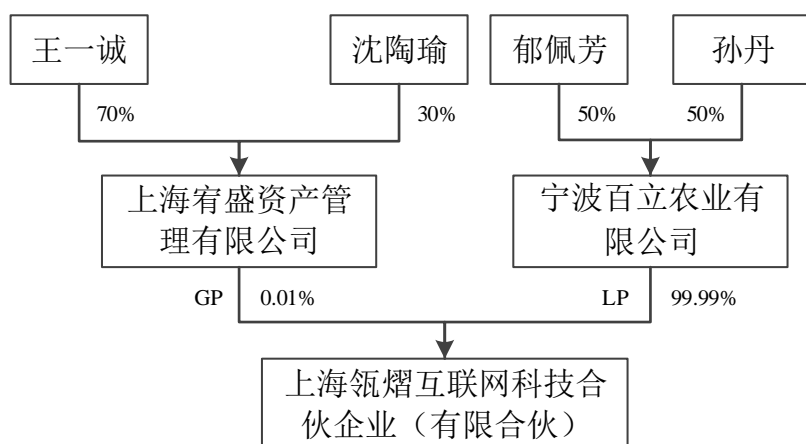 王一诚
沈陶瑜
郁佩芳
孙丹
70%
30%
50%
50%
上海宥盛资产管
理有限公司
宁波百立农业有
限公司
GP
0.01%
LP
99.99%
上海瓴熠互联网科技合
伙企业（有限合伙）